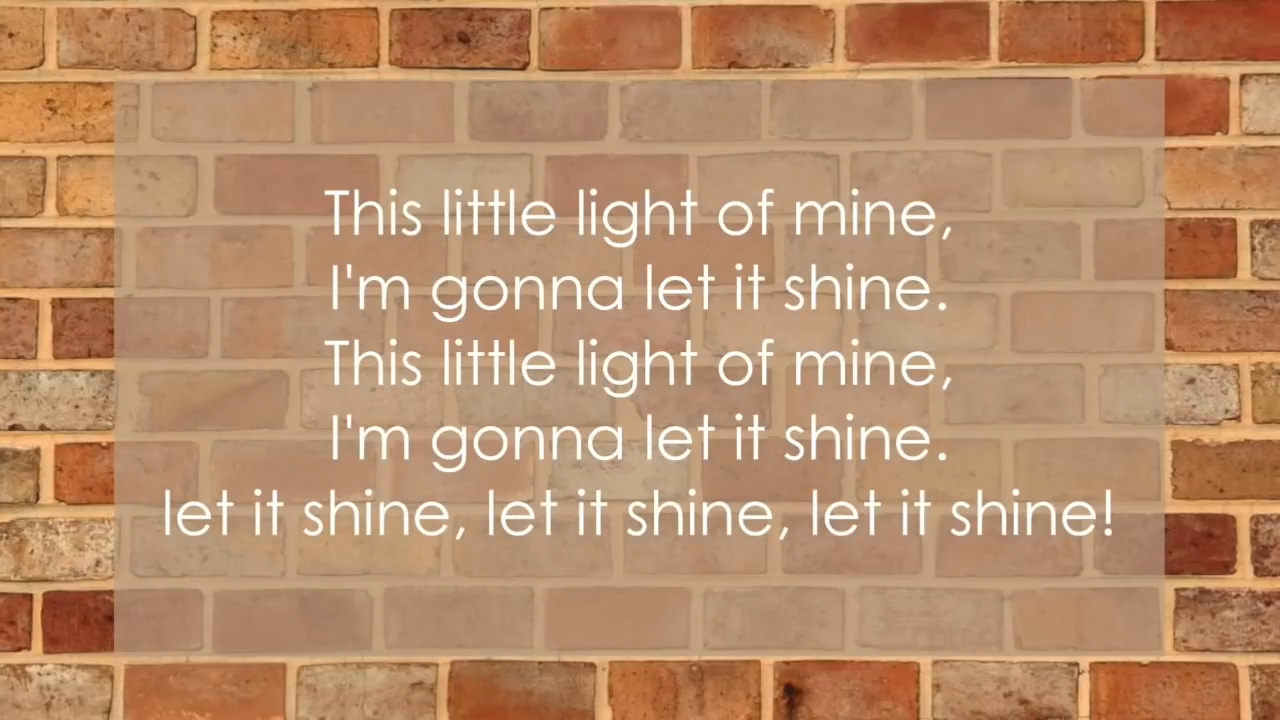 This little light of mine,
I'm gonna let it shine.
This little light of mine,
I'm gonna let it shine.
let it shine, let it shine, let it shine!